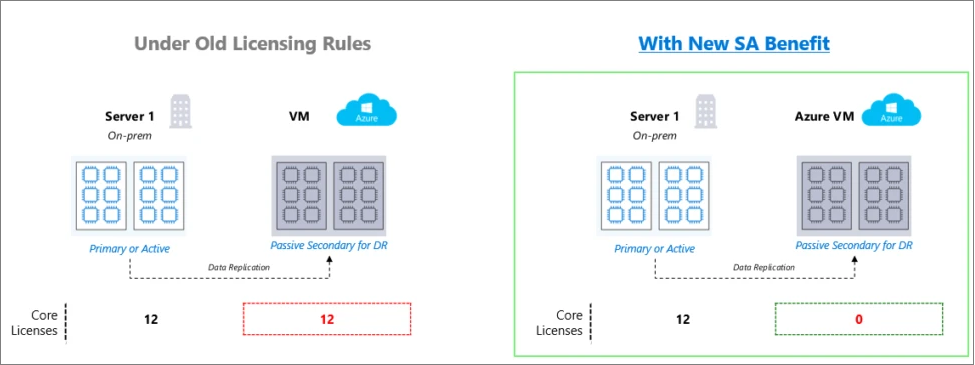 Under Old Licensing Rules
Server 1
On-prem
VM
Azure
Primary or Active
Passive Secondary for DR
Data Replication
Core
Licenses
12
12
With New SA Benefit
Server 1
On-prem
Azure VM
Azure
Primary or Active
Passive Secondary for DR
Data Replication
Core
Licenses
12
0